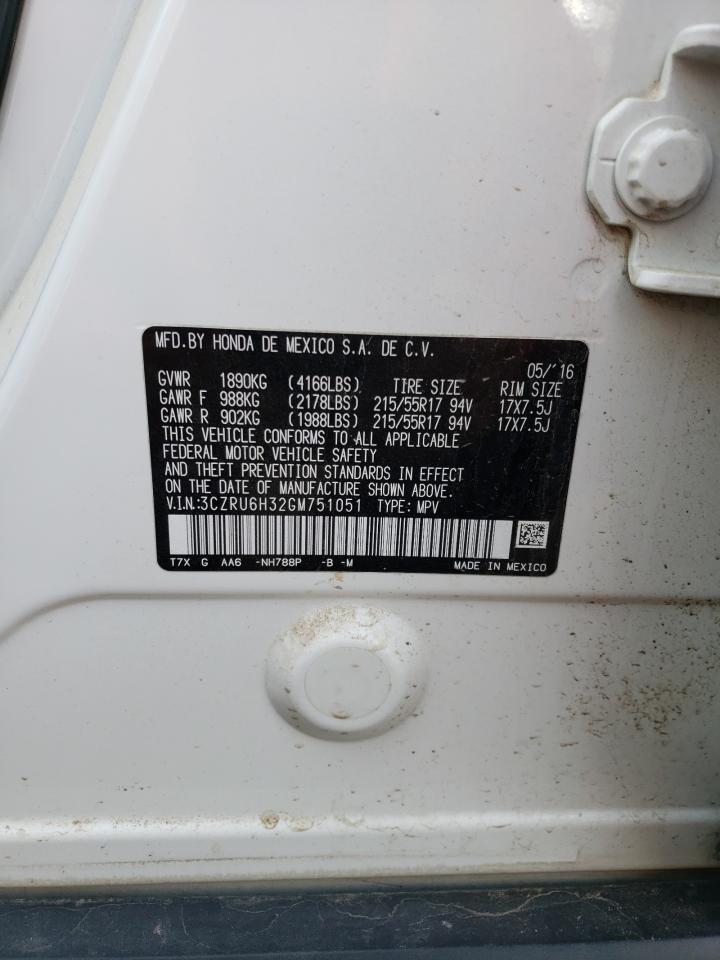 MFD.BY HONDA DE MEXICO S.A. DE C.V.
05/'16
GVWR 1890KG (4166LBS) TIRE SIZE RIM SIZE
GAWR F 988KG (2178LBS) 215/55R17 94V 17X7.5J
GAWR R 902KG (1988LBS) 215/55R17 94V 17X7.5J
THIS VEHICLE CONFORMS TO ALL APPLICABLE
FEDERAL MOTOR VEHICLE SAFETY
AND THEFT PREVENTION STANDARDS IN EFFECT
ON THE DATE OF MANUFACTURE SHOWN ABOVE.
V.I.N.:3CZRU6H32GM751051 TYPE: MPV
T7X G AA6 -NH788P -B -M MADE IN MEXICO